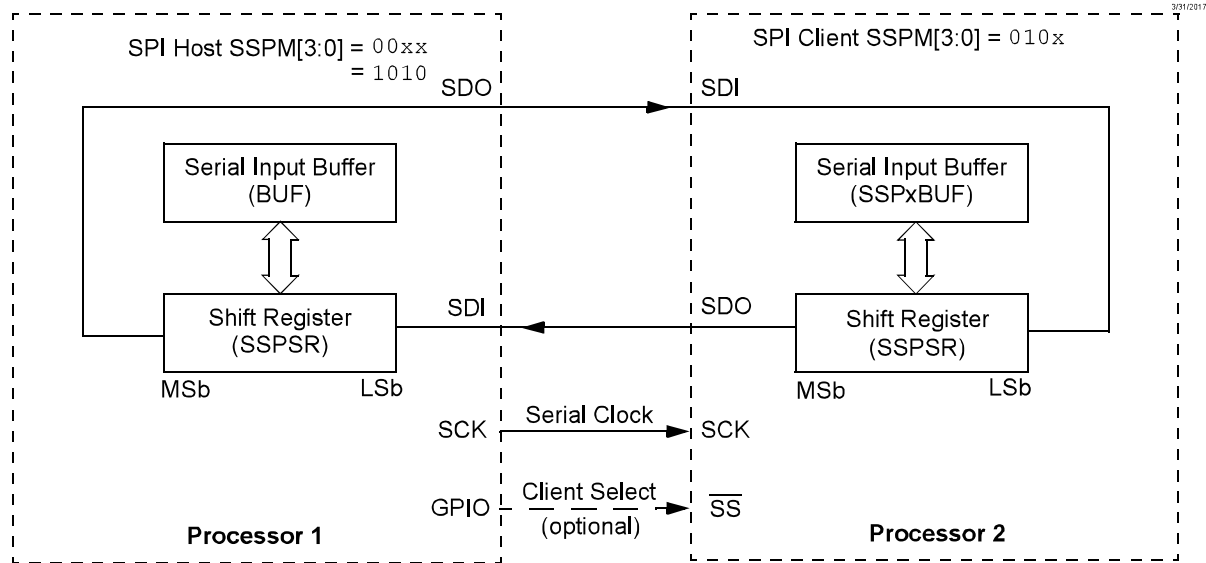 3/31/2017
SPI Host SSPM[3:0] = 00xx
= 1010
SPI Client SSPM[3:0] = 010x
SDO
SDI
Serial Input Buffer
(BUF)
Serial Input Buffer
(SSPxBUF)
SDI
SDO
Shift Register
(SSPSR)
Shift Register
(SSPSR)
MSb
LSb
MSb
LSb
SCK
Serial Clock
SCK
GPIO
Client Select
(optional)
SS
Processor 1
Processor 2